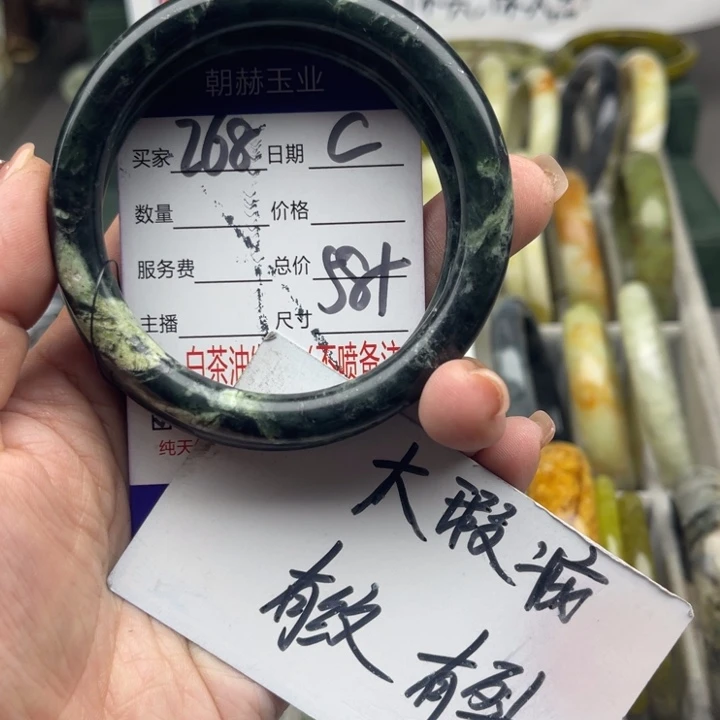 朝赫玉业
买家 268 日期 C
数量 价格
服务费 总价
主播 尺寸 58+
白茶油
纯天
大瑕疵
有纹 有裂